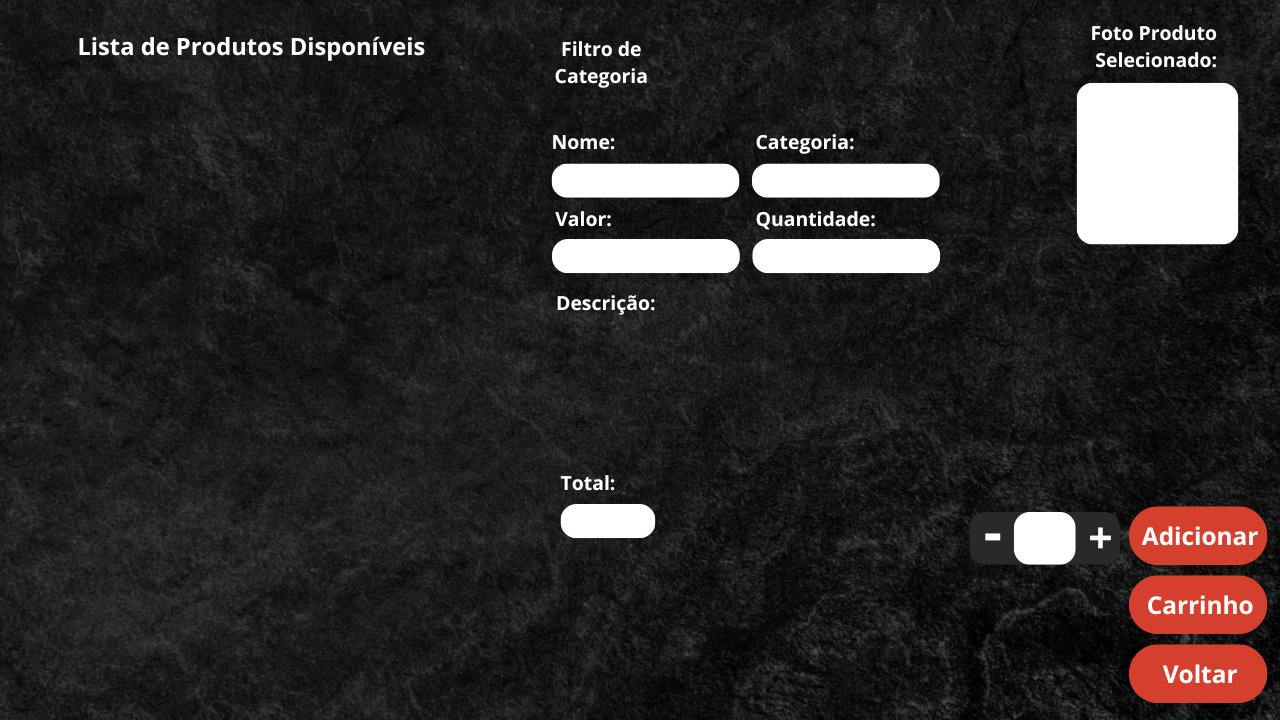 Lista de Produtos Disponíveis
Filtro de
Categoria
Foto Produto
Selecionado:
Nome:
Categoria:
Valor:
Quantidade:
Descrição:
Total:
- +
Adicionar
Carrinho
Voltar